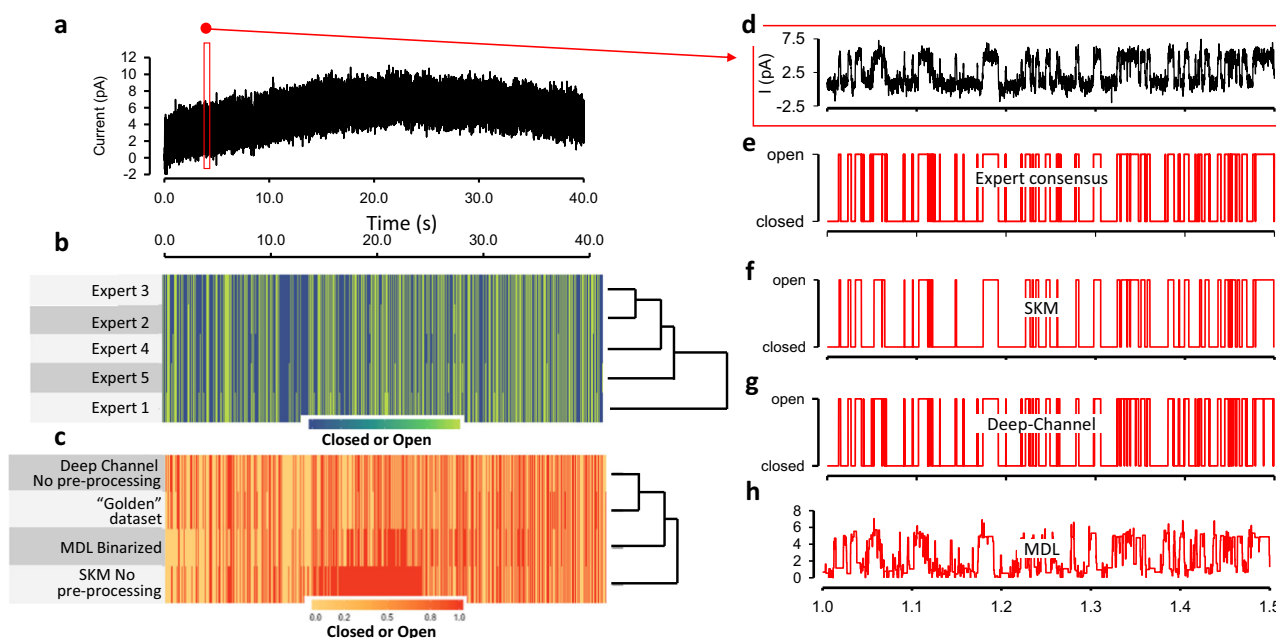 a
Current (pA)
12
10
8
6
4
2
0
-2
0.0
10.0
20.0
30.0
40.0
Time (s)
b
0.0
10.0
20.0
30.0
40.0
Expert 3
Expert 2
Expert 4
Expert 5
Expert 1
Closed or Open
c
Deep Channel
No pre-processing
“Golden”
dataset
MDL Binarized
SKM No
pre-processing
0.0 0.2 0.5 0.8 1.0
Closed or Open
d
I (pA)
7.5
2.5
-2.5
e
open
Expert consensus
closed
f
open
SKM
closed
g
open
Deep-Channel
closed
h
8
6
4
2
0
MDL
1.0
1.1
1.2
1.3
1.4
1.5